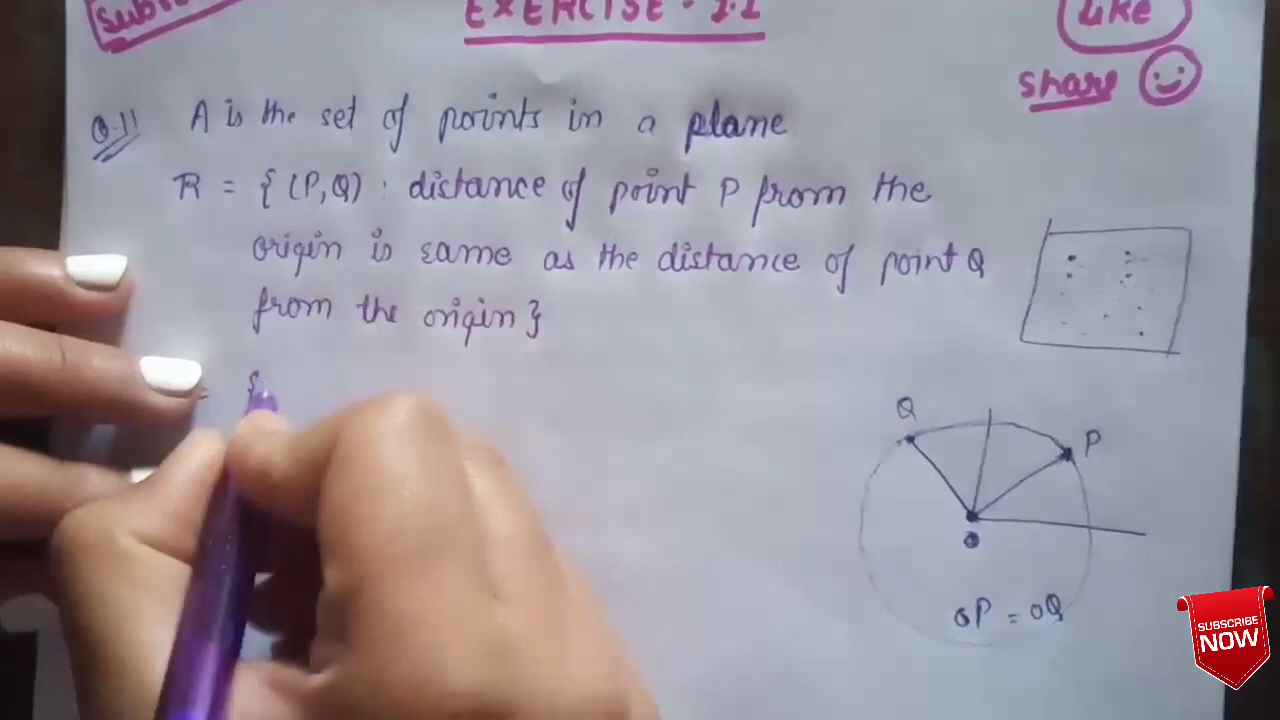 EXERCISE - 1.1
Like
share
Q.11 A is the set of points in a plane
R = { (P,Q) : distance of point P from the
origin is same as the distance of point Q
from the origin }
= {
Q
P
O
OP = OQ
SUBSCRIBE
NOW